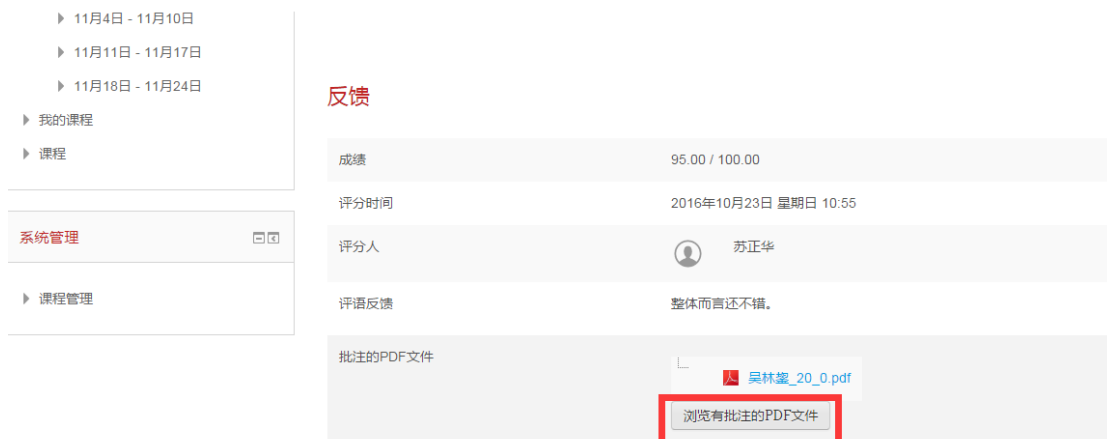 11月4日 - 11月10日
11月11日 - 11月17日
11月18日 - 11月24日
我的课程
课程
系统管理
课程管理
反馈
成绩
95.00 / 100.00
评分时间
2016年10月23日 星期日 10:55
评分人
苏正华
评语反馈
整体而言还不错。
批注的PDF文件
吴林鋆_20_0.pdf
浏览有批注的PDF文件